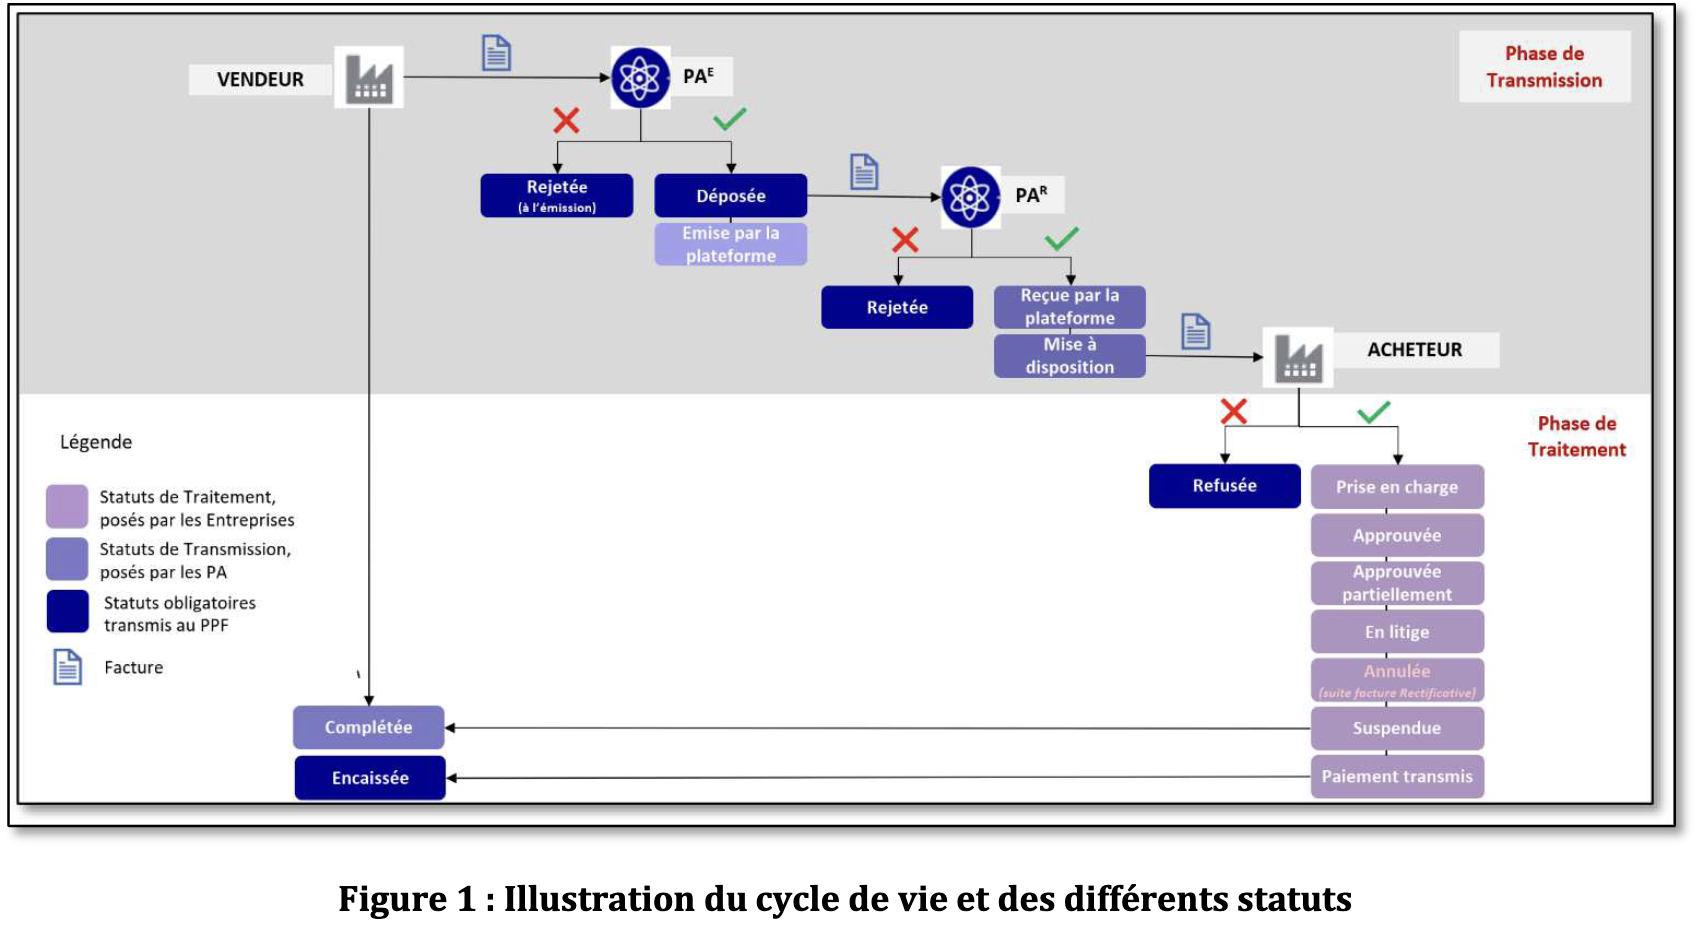 VENDEUR
PAᴱ
Phase de
Transmission
Rejetée
(à l'émission)
Déposée
Emise par la
plateforme
PAᴿ
Rejetée
Reçue par la
plateforme
Mise à
disposition
ACHETEUR
Phase de
Traitement
Légende
Statuts de Traitement,
posés par les Entreprises
Statuts de Transmission,
posés par les PA
Statuts obligatoires
transmis au PPF
Facture
Refusée
Prise en charge
Approuvée
Approuvée
partiellement
En litige
Annulée
(suite facture Rectificative)
Suspendue
Paiement transmis
Complétée
Encaissée
Figure 1 : Illustration du cycle de vie et des différents statuts